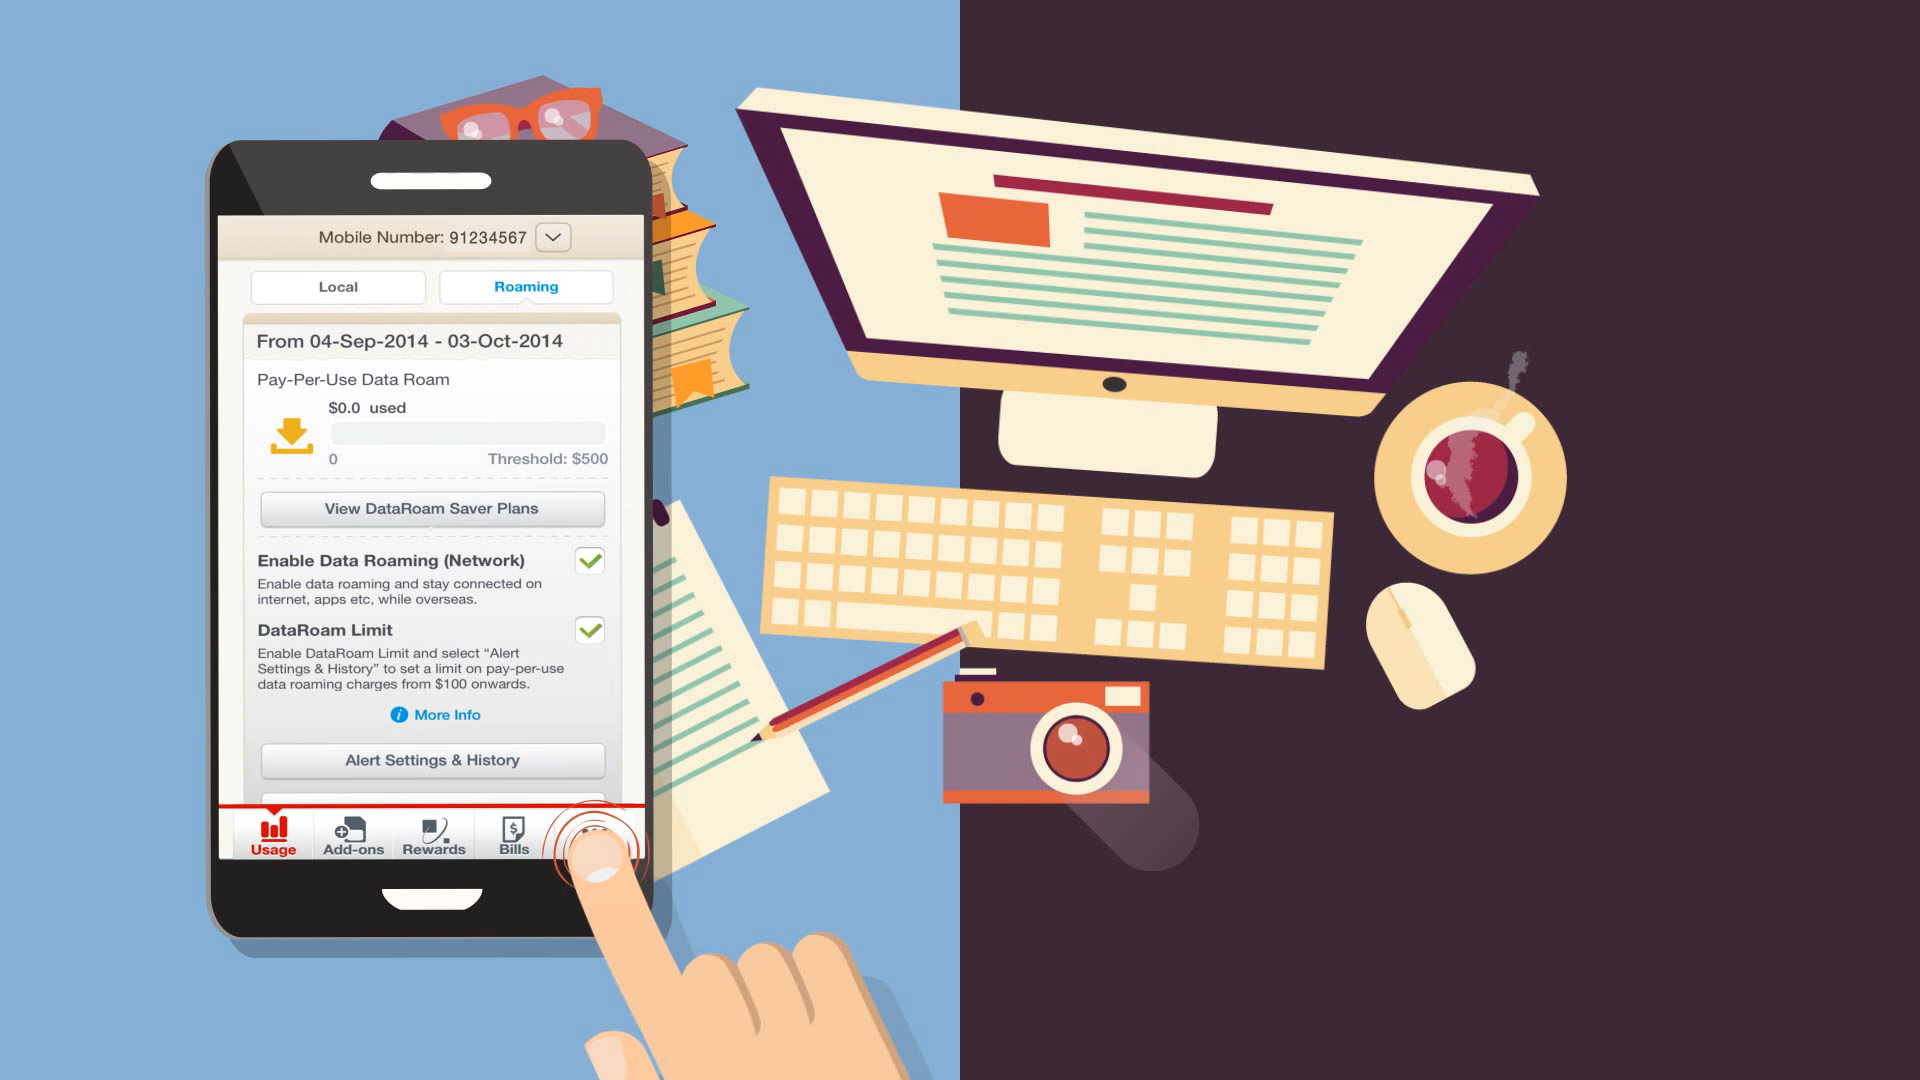 Mobile Number: 91234567
Local
Roaming
From 04-Sep-2014 - 03-Oct-2014
Pay-Per-Use Data Roam
$0.0 used
0
Threshold: $500
View DataRoam Saver Plans
Enable Data Roaming (Network)
Enable data roaming and stay connected on
internet, apps etc, while overseas.
DataRoam Limit
Enable DataRoam Limit and select “Alert
Settings & History” to set a limit on pay-per-use
data roaming charges from $100 onwards.
i More Info
Alert Settings & History
$
Usage
Add-ons
Rewards
Bills